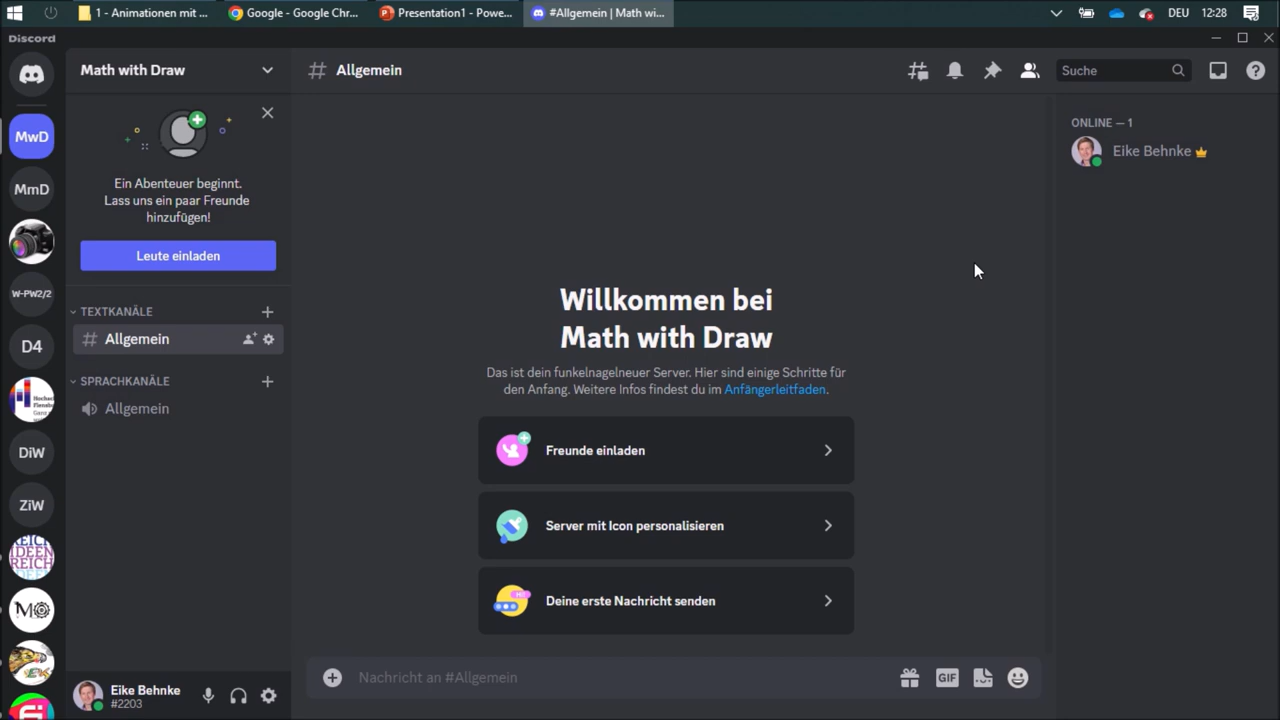 1 - Animationen mit ...
Google - Google Chr...
Presentation1 - Powe...
#Allgemein | Math wi...
DEU
12:28
Discord
Math with Draw
Allgemein
Suche
MwD
MmD
W-PW2/2
D4
DiW
ZiW
Ein Abenteuer beginnt.
Lass uns ein paar Freunde
hinzufügen!
Leute einladen
TEXTKANÄLE
Allgemein
SPRACHKANÄLE
Allgemein
Willkommen bei
Math with Draw
Das ist dein funkelnagelneuer Server. Hier sind einige Schritte für
den Anfang. Weitere Infos findest du im Anfängerleitfaden.
Freunde einladen
Server mit Icon personalisieren
Deine erste Nachricht senden
Nachricht an #Allgemein
GIF
ONLINE — 1
Eike Behnke
Eike Behnke
#2203